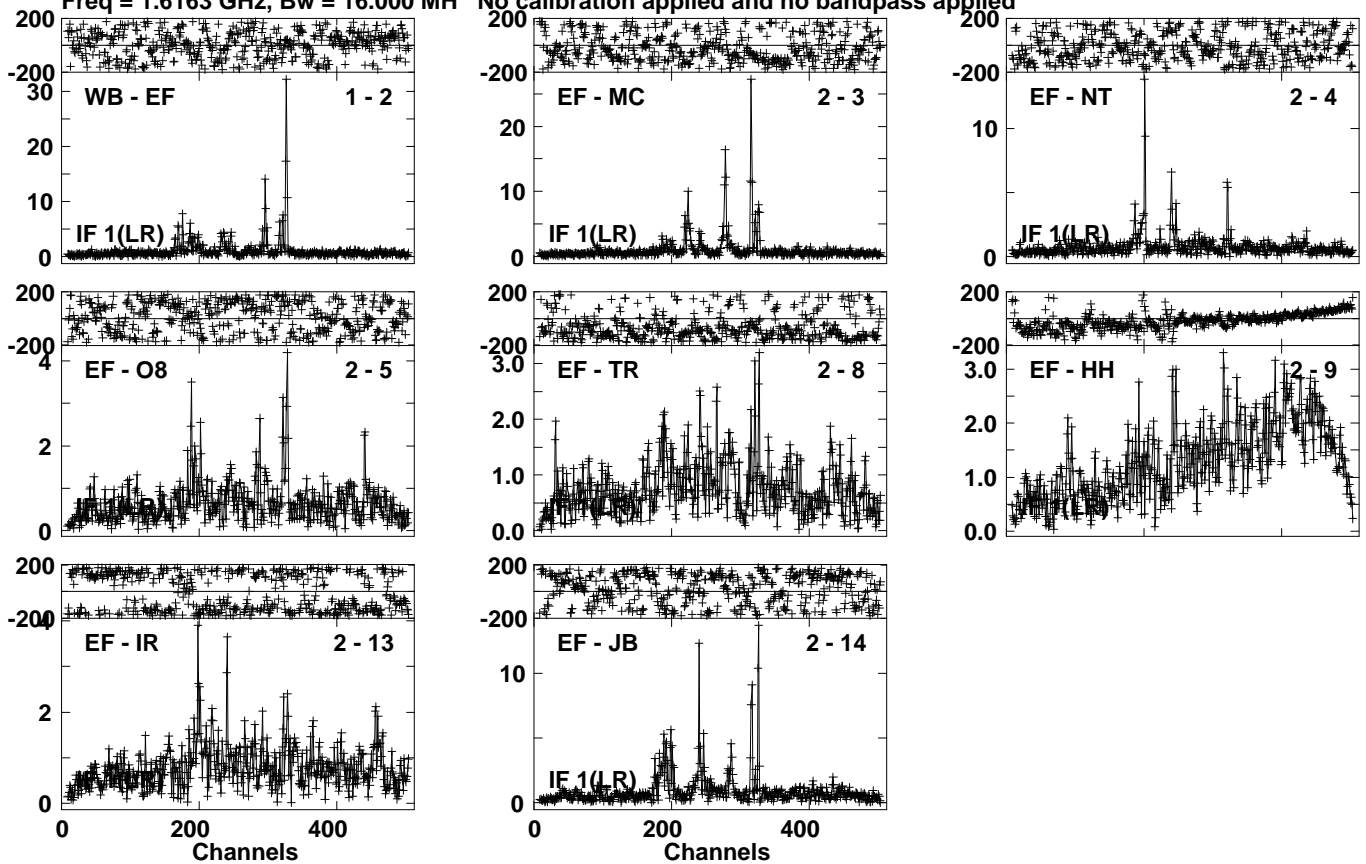 Freq = 1.6163 GHz, Bw = 16.000 MH No calibration applied and no bandpass applied
200
-200
WB - EF 1 - 2
30
20
10
0
IF 1(LR)
-200
EF - MC 2 - 3
20
10
0
IF 1(LR)
-200
EF - NT 2 - 4
10
0
IF 1(LR)
200
-200
EF - O8 2 - 5
4
2
0
200
-200
EF - TR 2 - 8
3.0
2.0
1.0
0.0
200
-200
EF - HH 2 - 9
3.0
2.0
1.0
0.0
200
-200
EF - IR 2 - 13
4
2
0
0 200 400
Channels
200
-200
EF - JB 2 - 14
10
0
IF 1(LR)
0 200 400
Channels